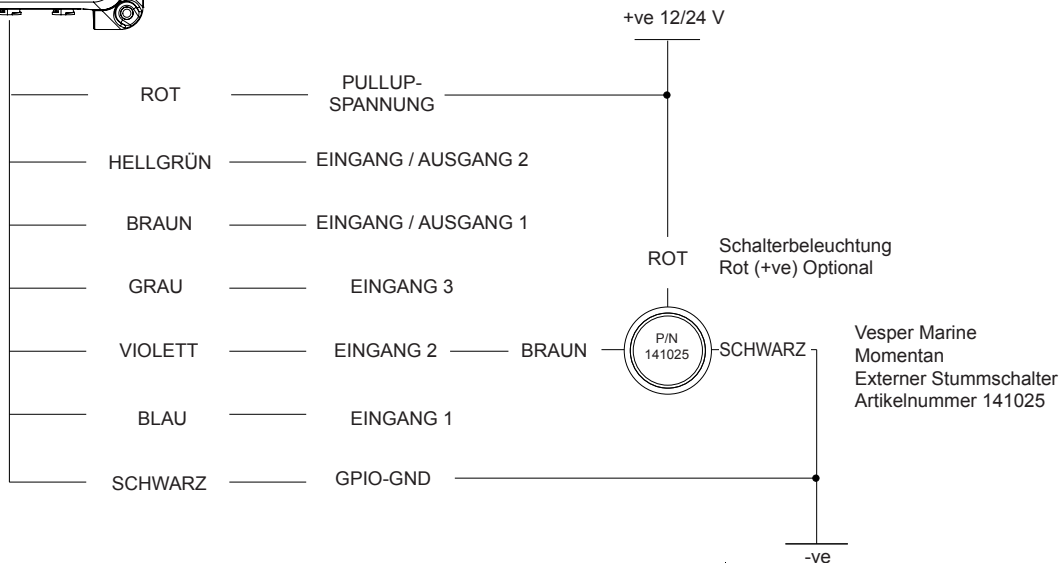 +ve 12/24 V
ROT
PULLUP-
SPANNUNG
HELLGRÜN
EINGANG / AUSGANG 2
BRAUN
EINGANG / AUSGANG 1
ROT
Schalterbeleuchtung
Rot (+ve) Optional
GRAU
EINGANG 3
VIOLETT
EINGANG 2
BRAUN
P/N
141025
SCHWARZ
Vesper Marine
Momentan
Externer Stummschalter
Artikelnummer 141025
BLAU
EINGANG 1
SCHWARZ
GPIO-GND
-ve